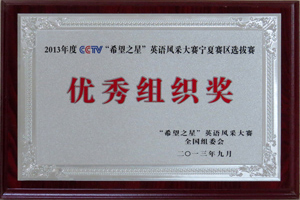 2013年度 CCTV “希望之星”英语风采大赛宁夏赛区选拔赛
优秀组织奖
“希望之星”英语风采大赛
全国组委会
二〇一三年九月